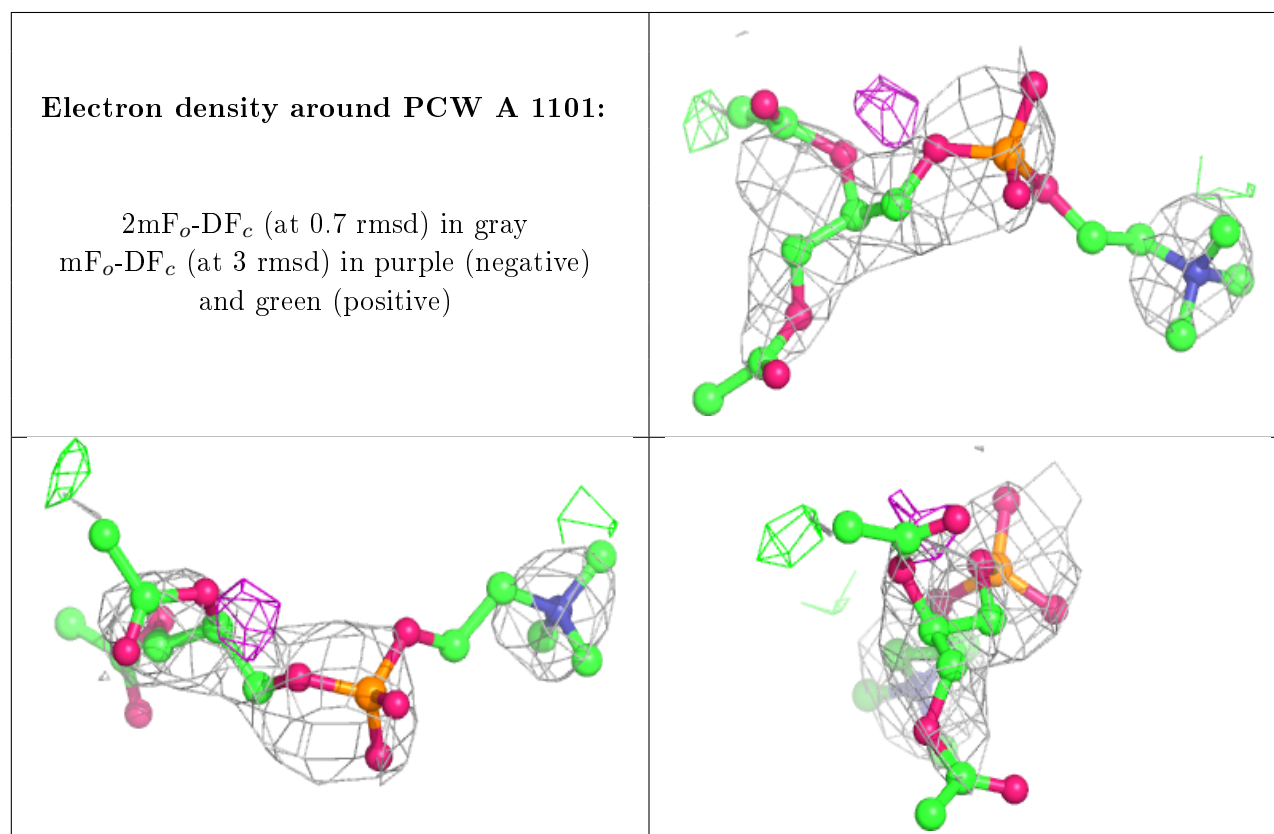 Electron density around PCW A 1101:
2mFo-DFc (at 0.7 rmsd) in gray
mFo-DFc (at 3 rmsd) in purple (negative)
and green (positive)